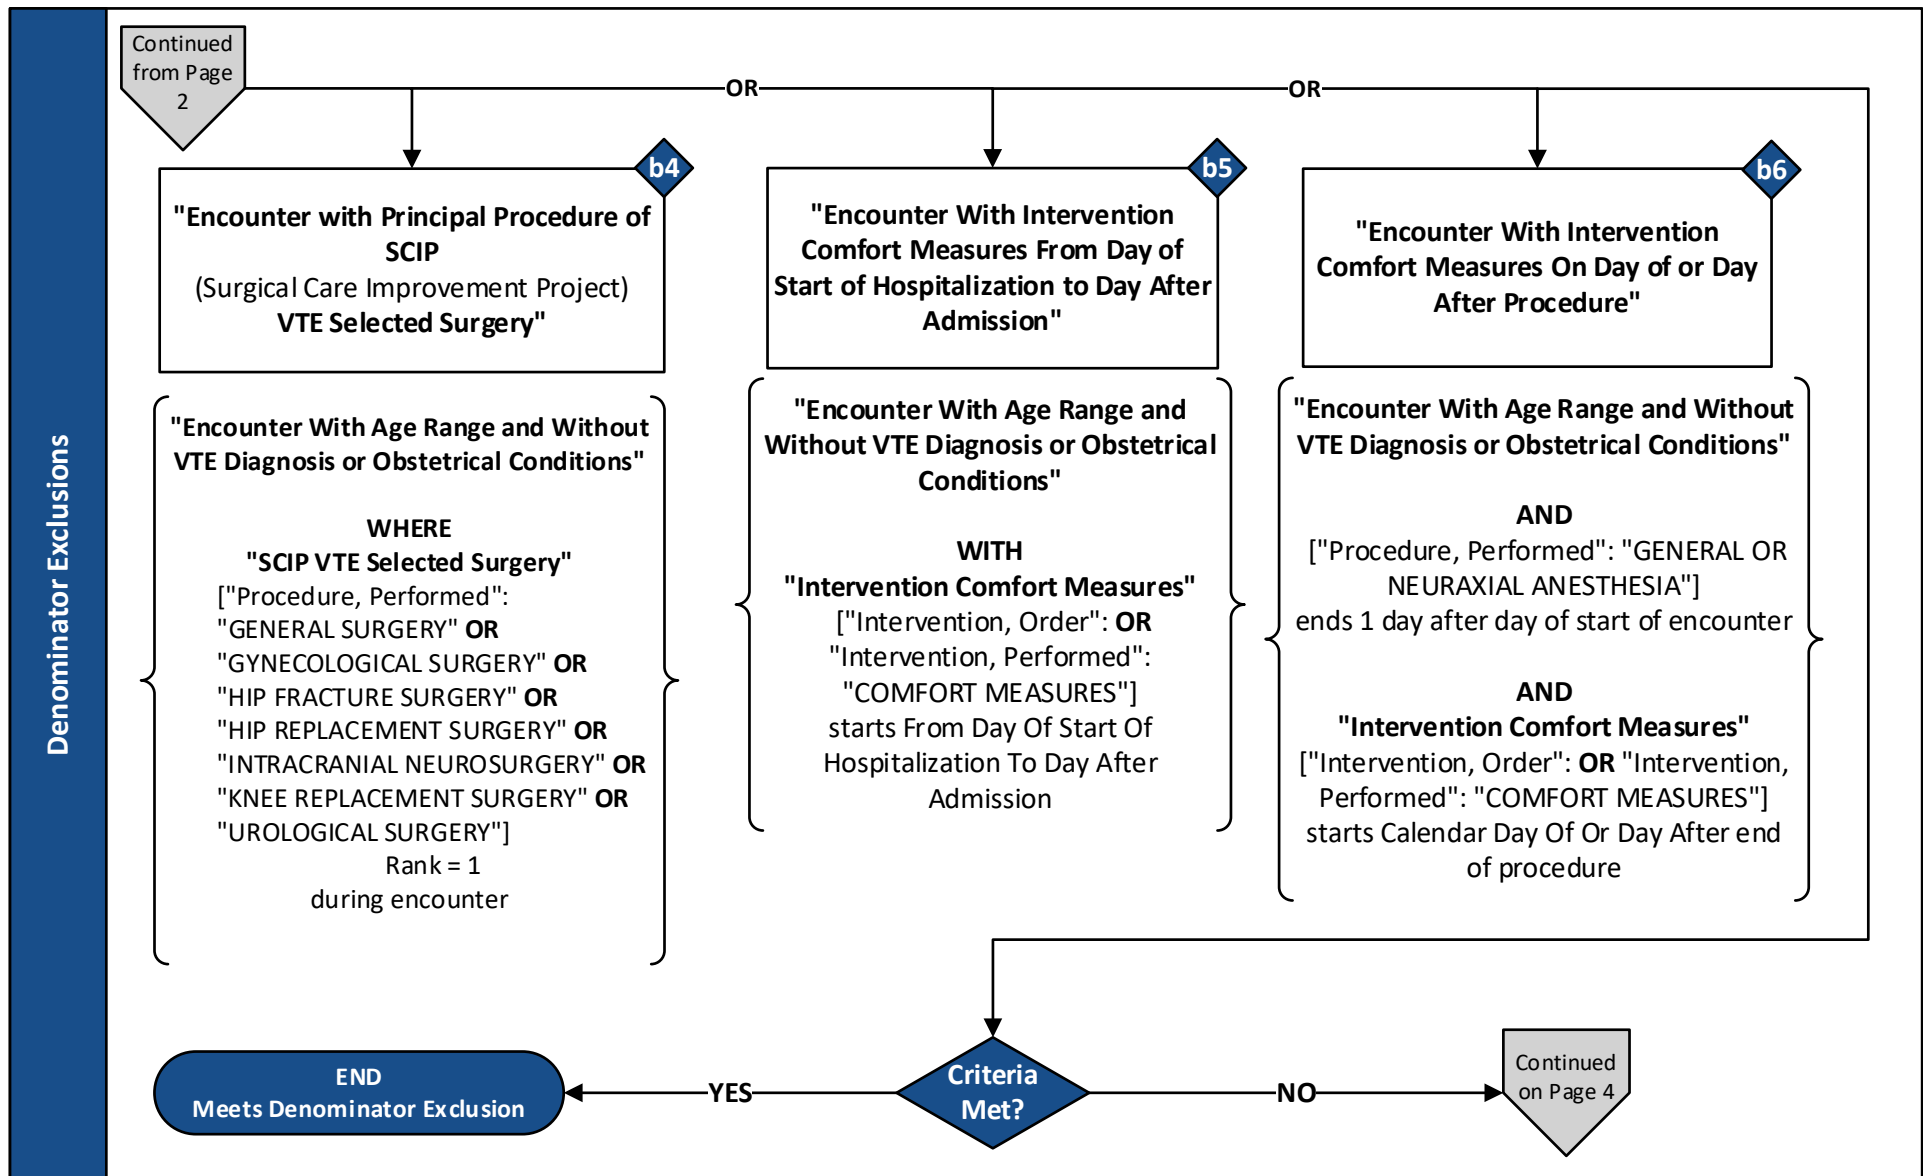 Denominator Exclusions
Continued
from Page
2
OR
OR
b4
"Encounter with Principal Procedure of
SCIP
(Surgical Care Improvement Project)
VTE Selected Surgery"
"Encounter With Age Range and Without
VTE Diagnosis or Obstetrical Conditions"
WHERE
"SCIP VTE Selected Surgery"
["Procedure, Performed":
"GENERAL SURGERY" OR
"GYNECOLOGICAL SURGERY" OR
"HIP FRACTURE SURGERY" OR
"HIP REPLACEMENT SURGERY" OR
"INTRACRANIAL NEUROSURGERY" OR
"KNEE REPLACEMENT SURGERY" OR
"UROLOGICAL SURGERY"]
Rank = 1
during encounter
b5
"Encounter With Intervention
Comfort Measures From Day of
Start of Hospitalization to Day After
Admission"
"Encounter With Age Range and
Without VTE Diagnosis or Obstetrical
Conditions"
WITH
"Intervention Comfort Measures"
["Intervention, Order": OR
"Intervention, Performed":
"COMFORT MEASURES"]
starts From Day Of Start Of
Hospitalization To Day After
Admission
b6
"Encounter With Intervention
Comfort Measures On Day of or Day
After Procedure"
"Encounter With Age Range and Without
VTE Diagnosis or Obstetrical Conditions"
AND
["Procedure, Performed": "GENERAL OR
NEURAXIAL ANESTHESIA"]
ends 1 day after day of start of encounter
AND
"Intervention Comfort Measures"
["Intervention, Order": OR "Intervention,
Performed": "COMFORT MEASURES"]
starts Calendar Day Of Or Day After end
of procedure
END
Meets Denominator Exclusion
YES
Criteria
Met?
NO
Continued
on Page 4